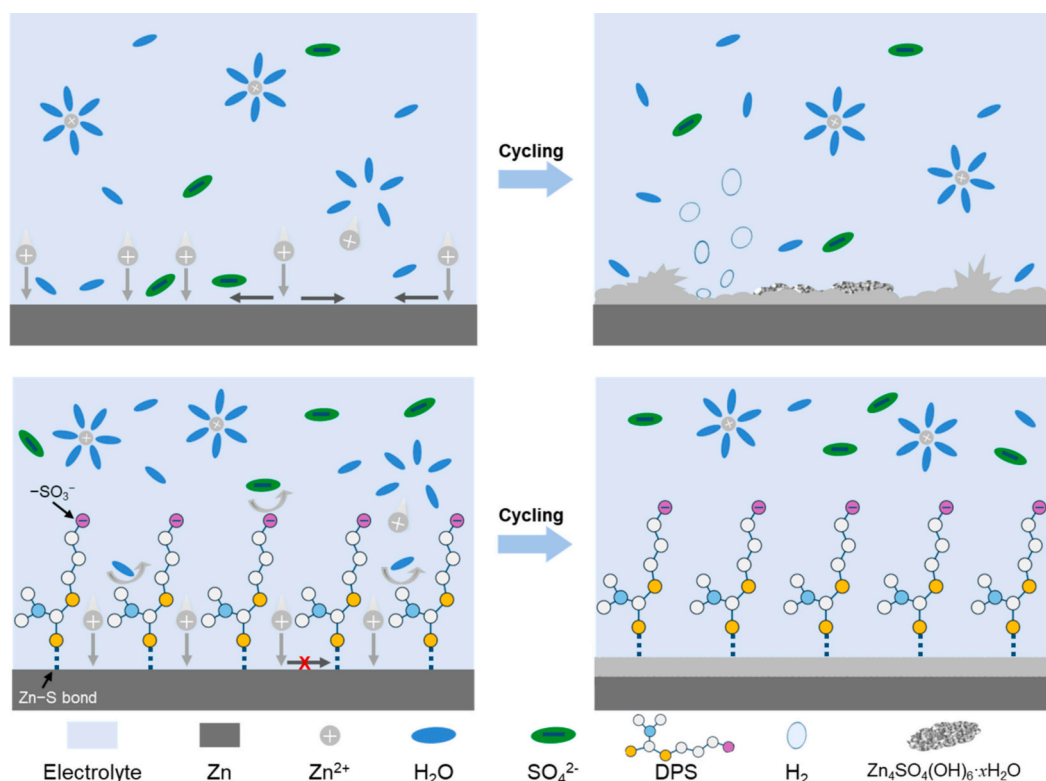 Cycling
−SO₃⁻
Cycling
Zn−S bond
Electrolyte Zn Zn²⁺ H₂O SO₄²⁻ DPS H₂ Zn₄SO₄(OH)₆·xH₂O